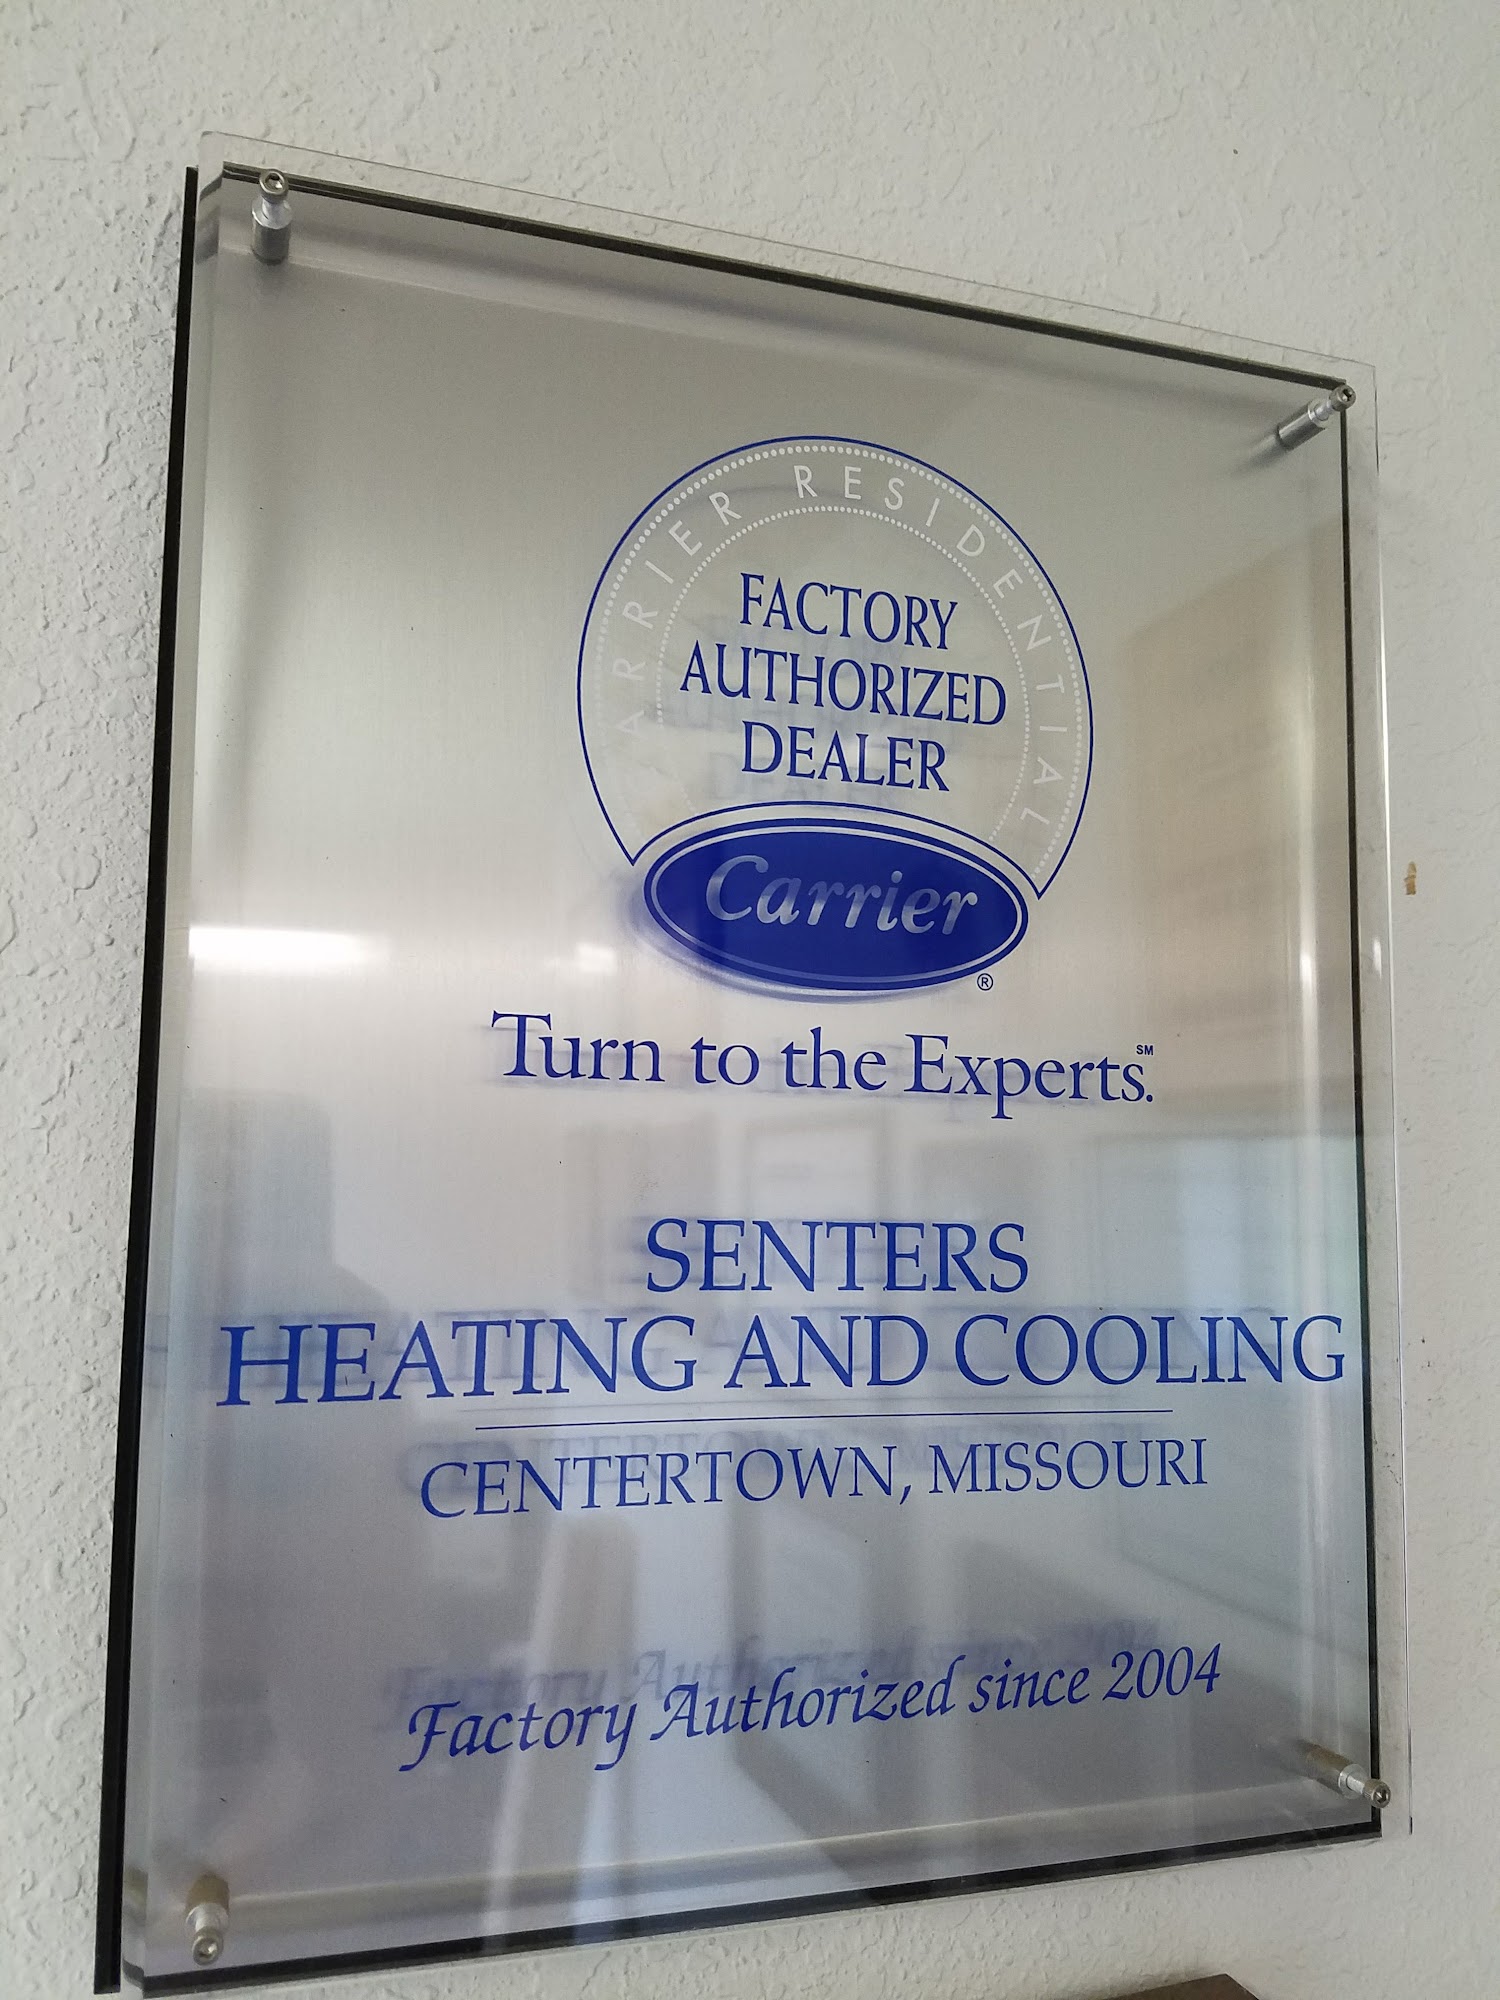 CARRIER RESIDENTIAL
FACTORY
AUTHORIZED
DEALER
Carrier
®
Turn to the Experts.℠
SENTERS
HEATING AND COOLING
CENTERTOWN, MISSOURI
Factory Authorized since 2004